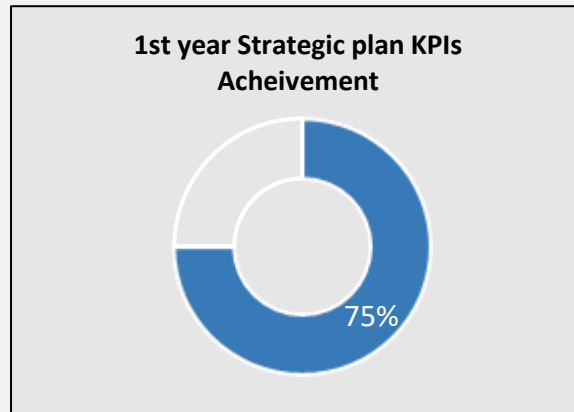 1st year Strategic plan KPIs
Acheivement
75%